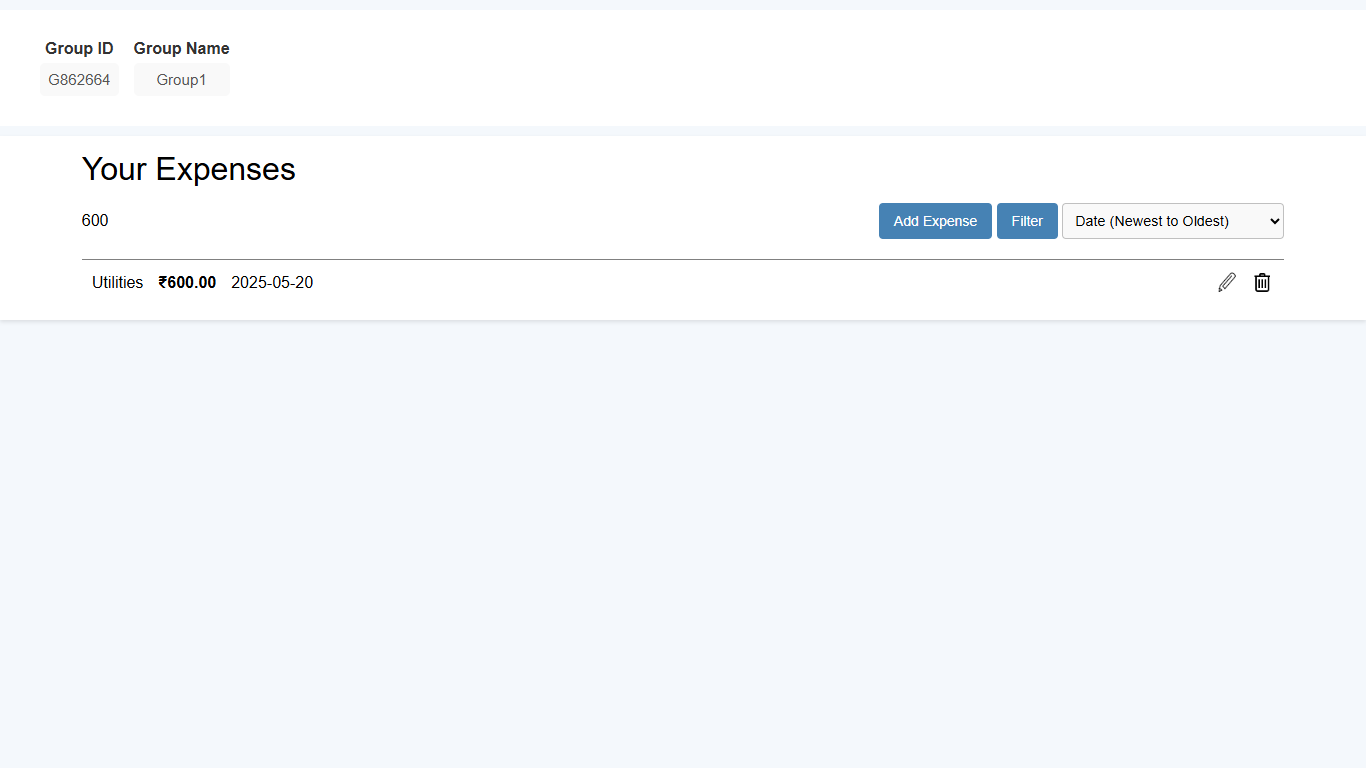 Group ID Group Name
G862664 Group1
Your Expenses
600 Add Expense Filter Date (Newest to Oldest)
Utilities ₹600.00 2025-05-20